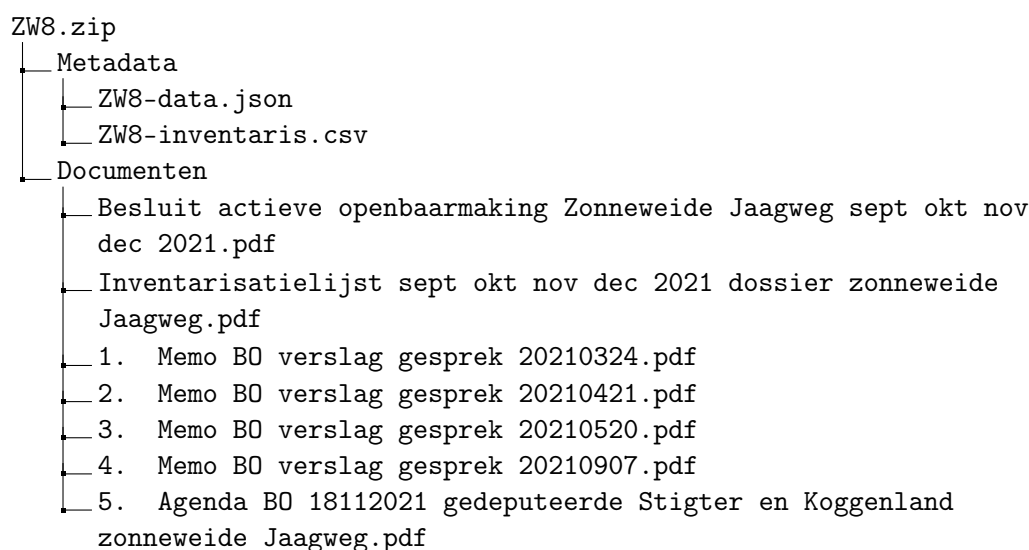 ZW8.zip
Metadata
ZW8-data.json
ZW8-inventaris.csv
Documenten
Besluit actieve openbaarmaking Zonneweide Jaagweg sept okt nov
dec 2021.pdf
Inventarisatielijst sept okt nov dec 2021 dossier zonneweide
Jaagweg.pdf
1. Memo BO verslag gesprek 20210324.pdf
2. Memo BO verslag gesprek 20210421.pdf
3. Memo BO verslag gesprek 20210520.pdf
4. Memo BO verslag gesprek 20210907.pdf
5. Agenda BO 18112021 gedeputeerde Stigter en Koggenland
zonneweide Jaagweg.pdf